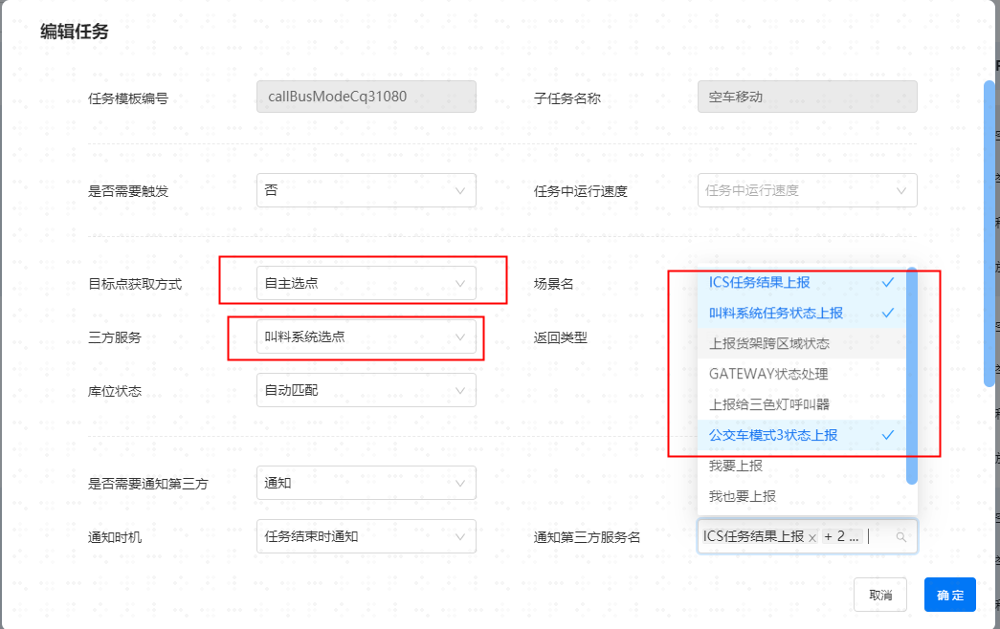 编辑任务
任务模板编号 callBusModeCq31080 子任务名称 空车移动
是否需要触发 否 任务中运行速度 任务中运行速度
目标点获取方式 自主选点 场景名 ICS任务结果上报
叫料系统任务状态上报
三方服务 叫料系统选点 返回类型 上报货架跨区域状态
GATEWAY状态处理
库位状态 自动匹配 上报给三色灯呼叫器
公交车模式3状态上报
我要上报
是否需要通知第三方 通知 我也要上报
通知时机 任务结束时通知 通知第三方服务名 ICS任务结果上报 x + 2 ...
取消 确定